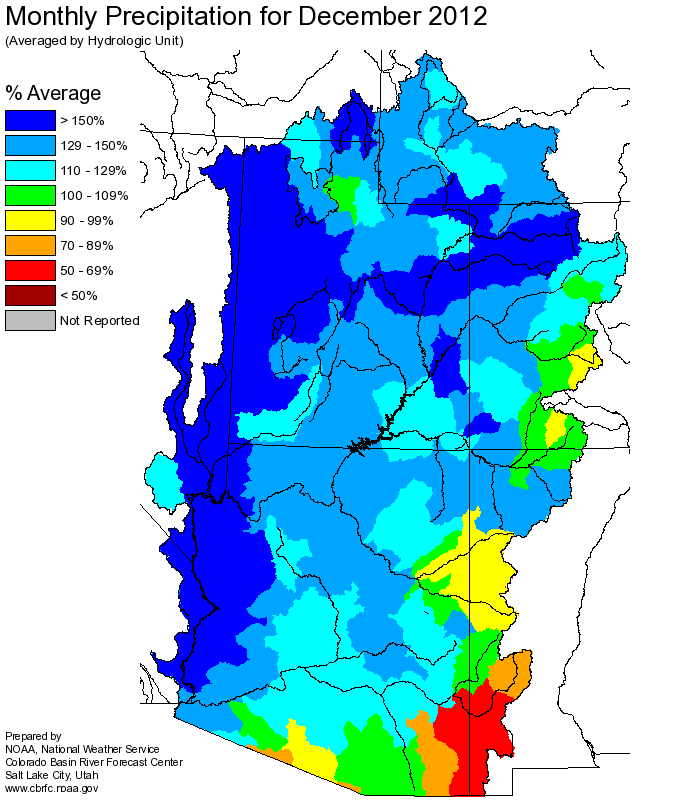 Monthly Precipitation for December 2012
(Averaged by Hydrologic Unit)
% Average
> 150%
129 - 150%
110 - 129%
100 - 109%
90 - 99%
70 - 89%
50 - 69%
< 50%
Not Reported
Prepared by
NOAA, National Weather Service
Colorado Basin River Forecast Center
Salt Lake City, Utah
www.cbrfc.noaa.gov